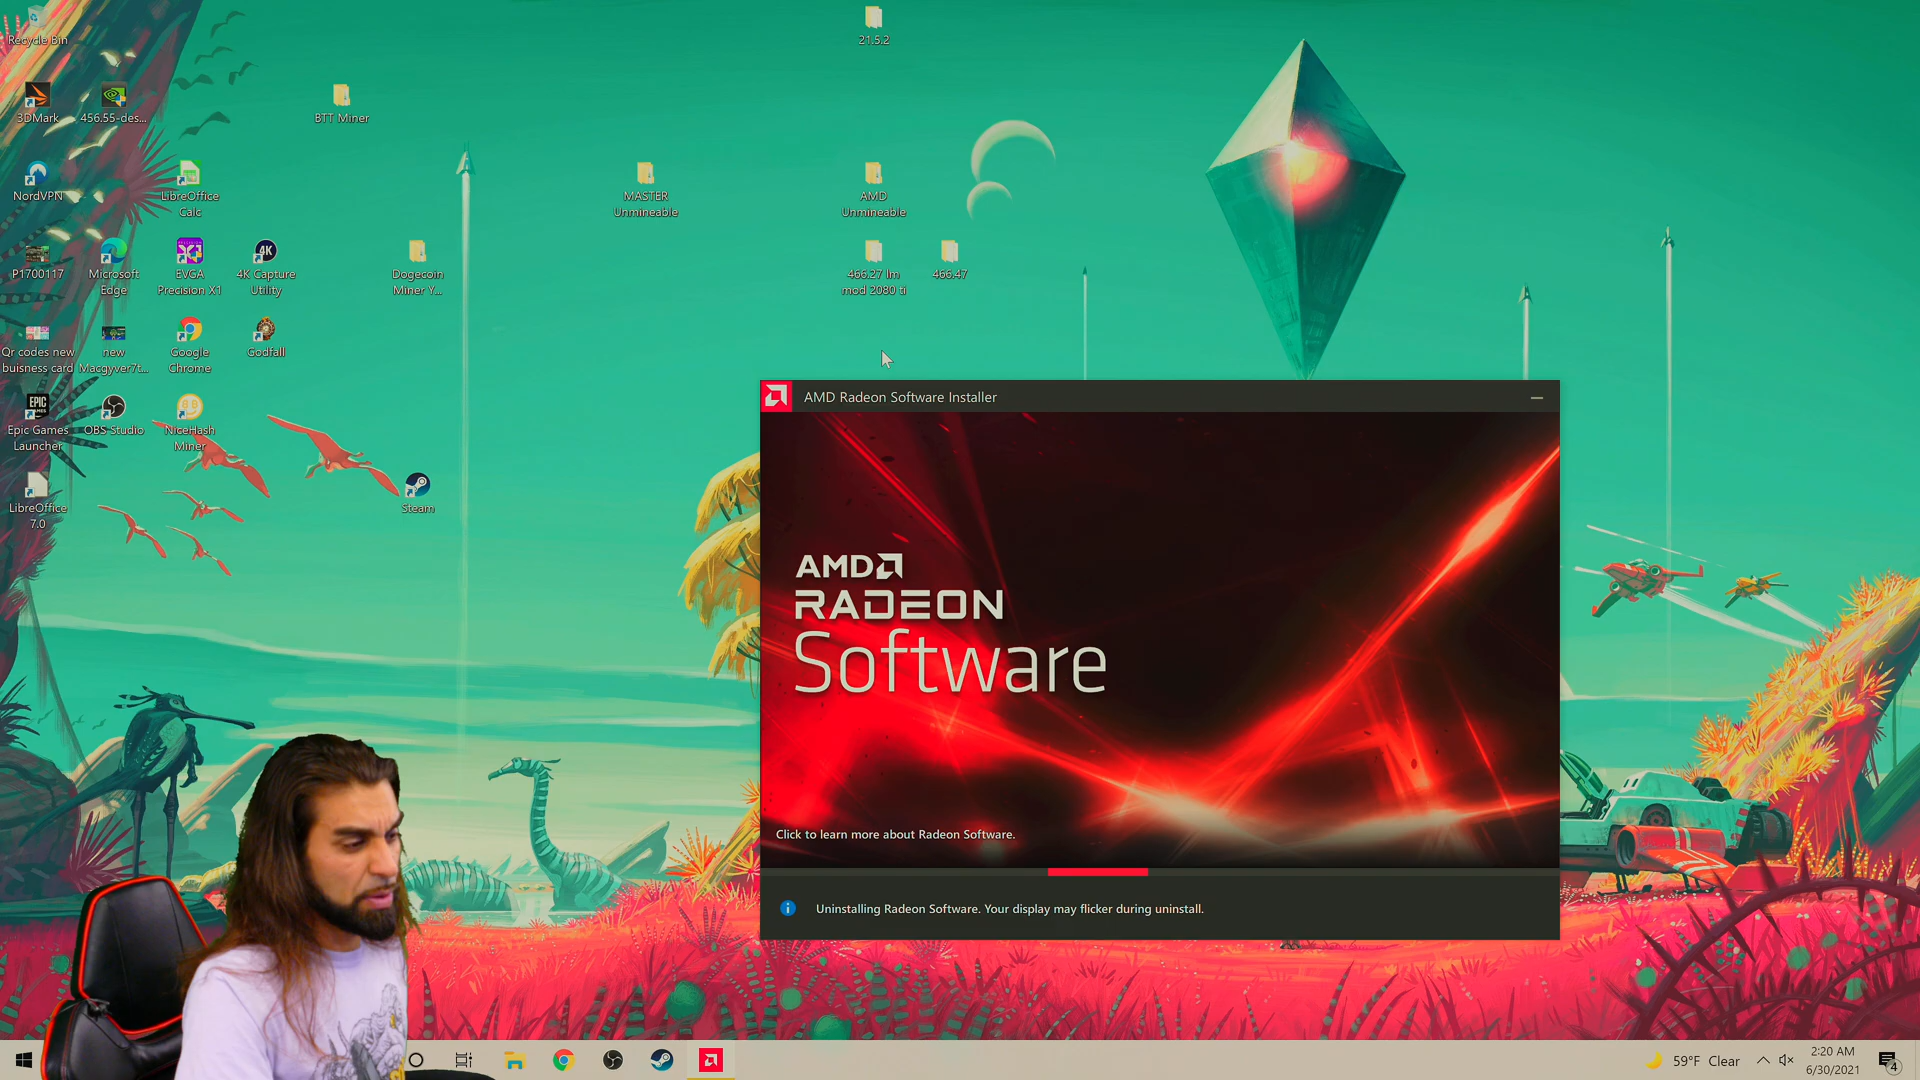 Recycle Bin
21.5.2
3DMark
456.55-des...
BTT Miner
NordVPN
LibreOffice
Calc
MASTER
Unmineable
AMD
Unmineable
P1700117
Microsoft
Edge
EVGA
Precision X1
4K
4K Capture
Utility
Dogecoin
Miner Y...
466.27 lm
mod 2080 ti
466.47
Qr codes new
buisness card
new
Macgyver7t...
Google
Chrome
Godfall
AMD Radeon Software Installer
EPIC
GAMES
Epic Games
Launcher
OBS Studio
NiceHash
Miner
LibreOffice
7.0
Steam
AMD
RADEON
Software
Click to learn more about Radeon Software.
Uninstalling Radeon Software. Your display may flicker during uninstall.
59°F Clear
2:20 AM
6/30/2021
4